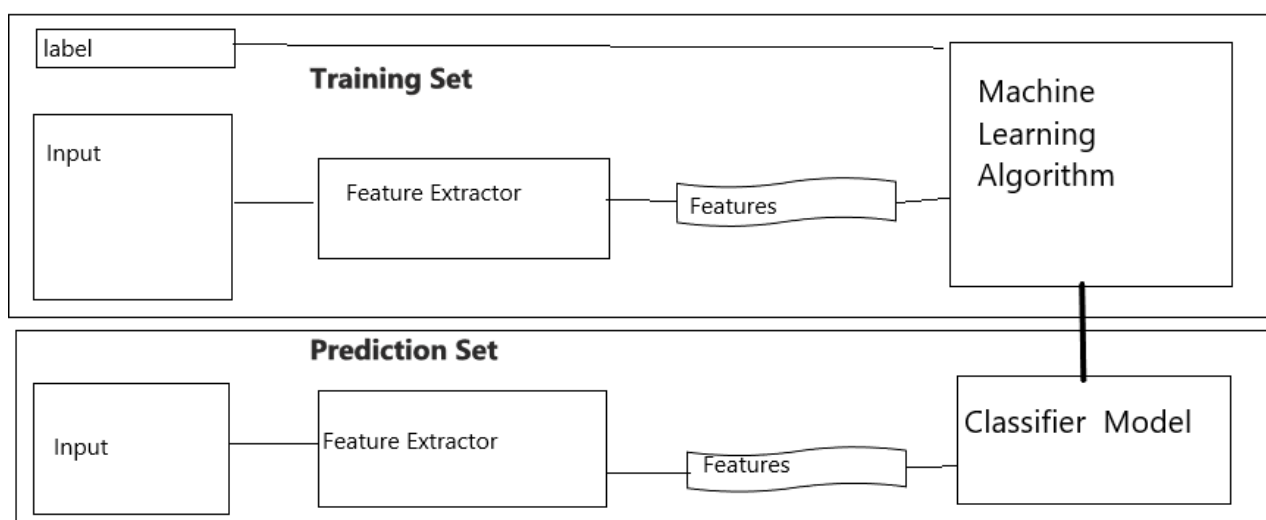 label
Training Set
Machine
Learning
Algorithm
Input
Feature Extractor
Features
Prediction Set
Input
Feature Extractor
Features
Classifier Model